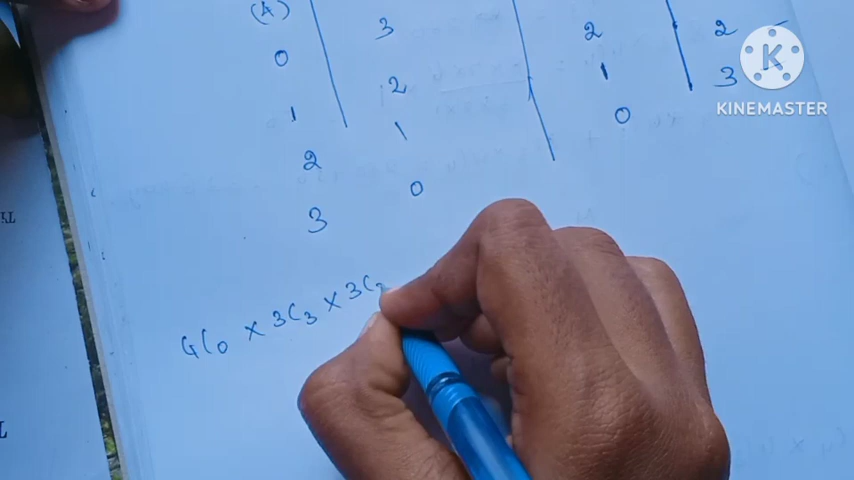 (A)
0 3 2 2
1 2 1 3
2 1 0
3 0
4C0 × 3C3 × 3C
KINEMASTER